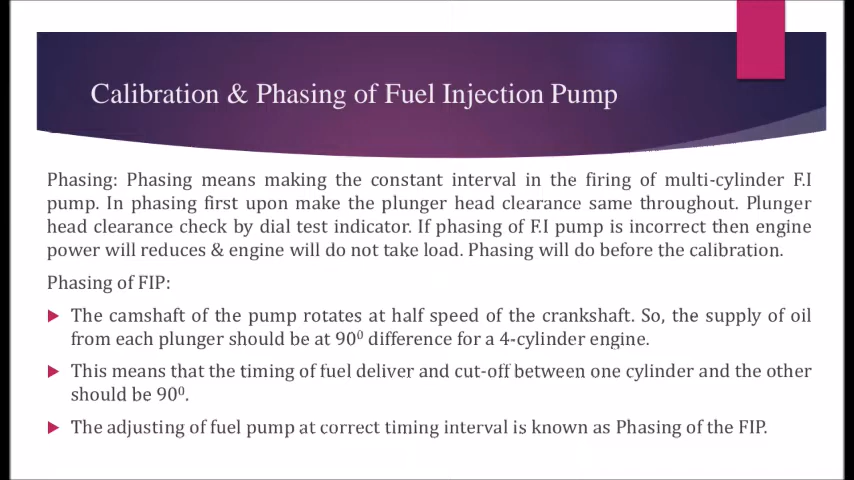 Calibration & Phasing of Fuel Injection Pump
Phasing: Phasing means making the constant interval in the firing of multi-cylinder F.I
pump. In phasing first upon make the plunger head clearance same throughout. Plunger
head clearance check by dial test indicator. If phasing of F.I pump is incorrect then engine
power will reduces & engine will do not take load. Phasing will do before the calibration.
Phasing of FIP:
The camshaft of the pump rotates at half speed of the crankshaft. So, the supply of oil
from each plunger should be at 90⁰ difference for a 4-cylinder engine.
This means that the timing of fuel deliver and cut-off between one cylinder and the other
should be 90⁰.
The adjusting of fuel pump at correct timing interval is known as Phasing of the FIP.